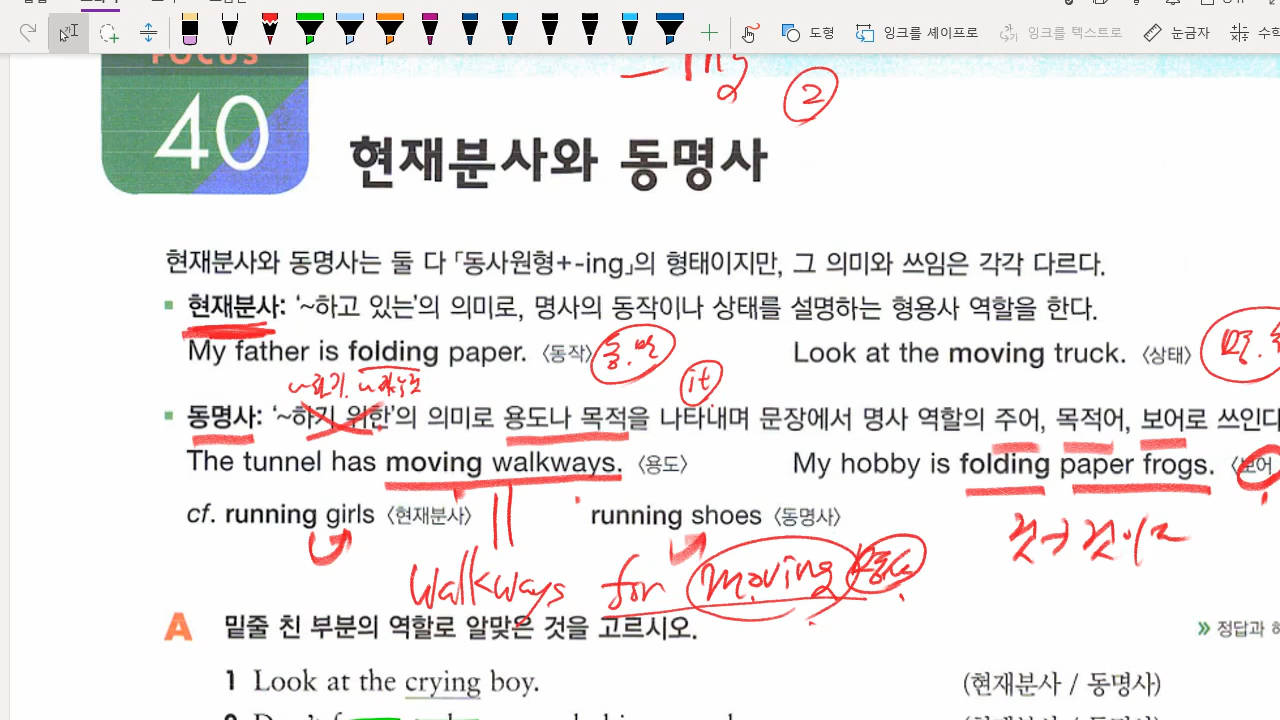 도형 잉크를 셰이프로 잉크를 텍스트로 눈금자 수학
FOCUS
-ing ②
40
현재분사와 동명사
현재분사와 동명사는 둘 다 「동사원형+-ing」의 형태이지만, 그 의미와 쓰임은 각각 다르다.
현재분사: '~하고 있는'의 의미로, 명사의 동작이나 상태를 설명하는 형용사 역할을 한다.
My father is folding paper. 〈동작〉
Look at the moving truck. 〈상태〉
it
동명사: '~하기 위한'의 의미로 용도나 목적을 나타내며 문장에서 명사 역할의 주어, 목적어, 보어로 쓰인다
The tunnel has moving walkways. 〈용도〉
My hobby is folding paper frogs. 〈보어
cf. running girls 〈현재분사〉
running shoes 〈동명사〉
walkways for moving
A 밑줄 친 부분의 역할로 알맞은 것을 고르시오.
» 정답과 해
1 Look at the crying boy.
(현재분사 / 동명사)